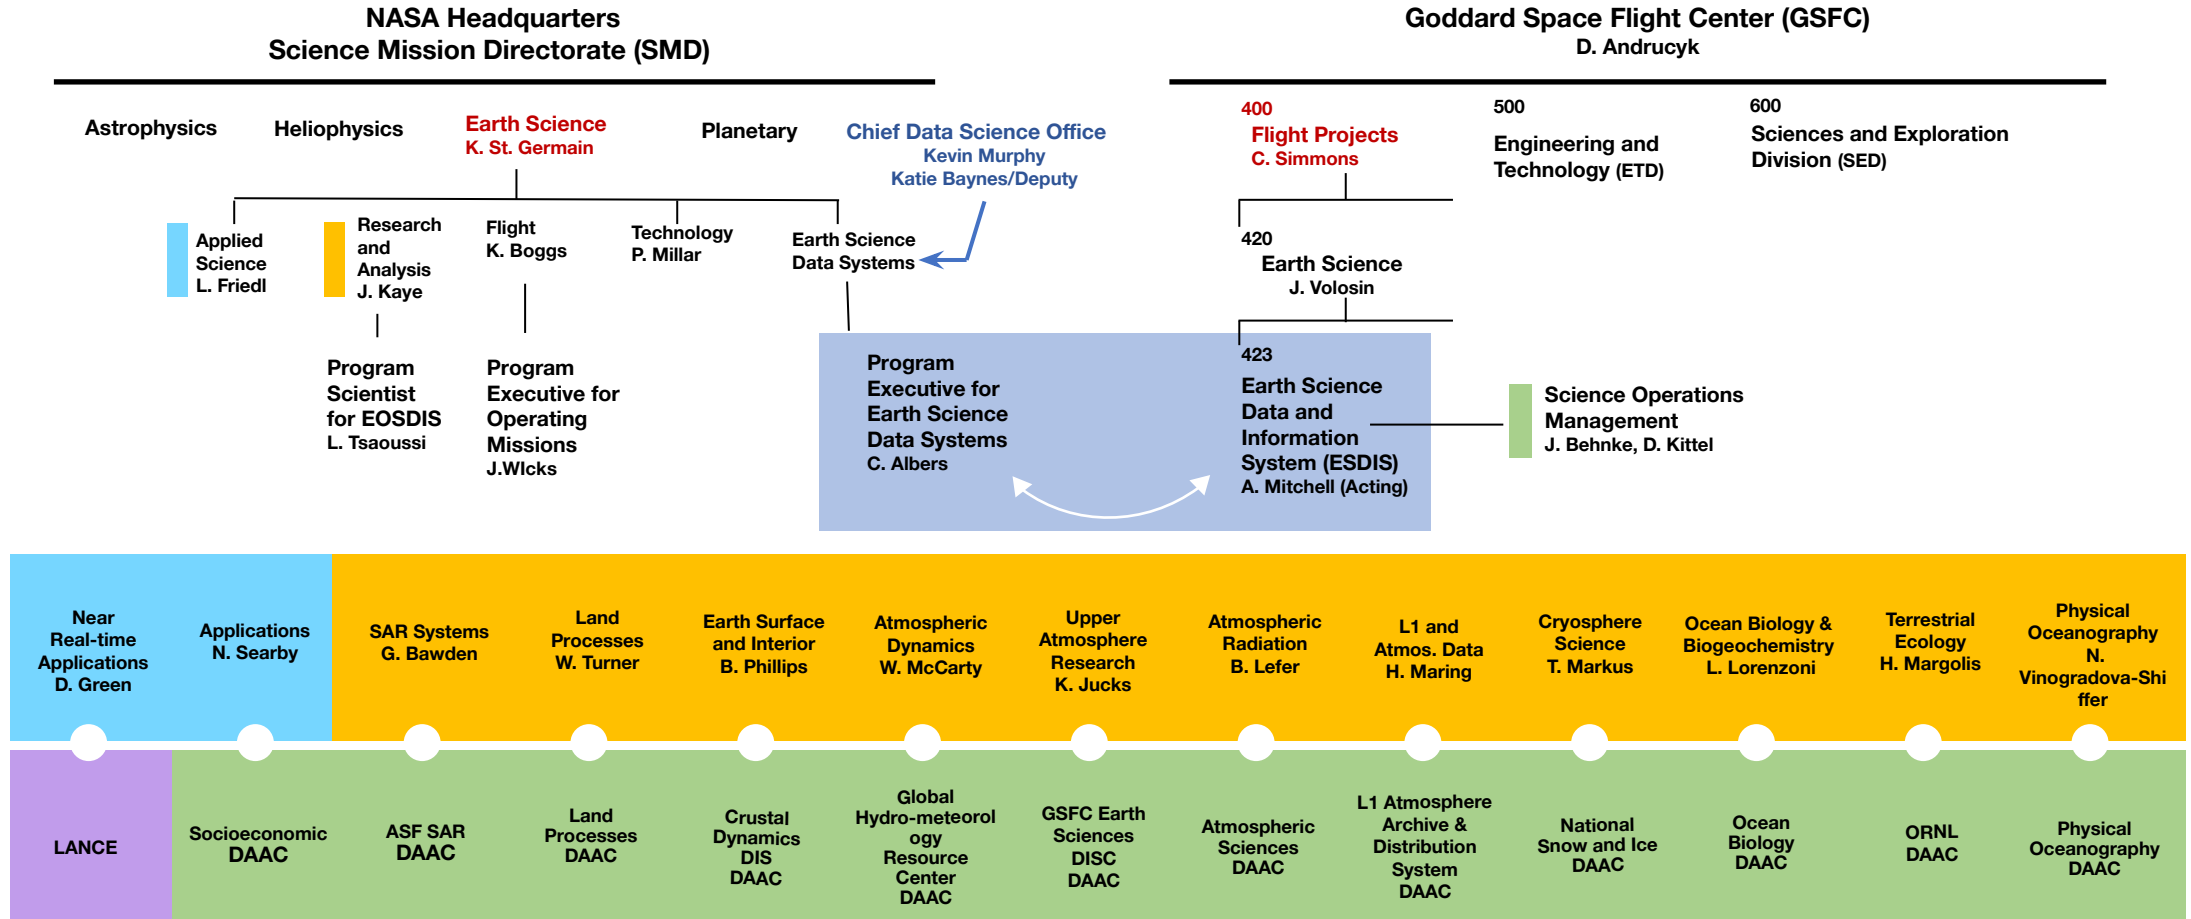 NASA Headquarters
Science Mission Directorate (SMD)
Goddard Space Flight Center (GSFC)
D. Andrucyk
Astrophysics
Heliophysics
Earth Science
K. St. Germain
Planetary
Chief Data Science Office
Kevin Murphy
Katie Baynes/Deputy
400
Flight Projects
C. Simmons
500
Engineering and
Technology (ETD)
600
Sciences and Exploration
Division (SED)
Applied
Science
L. Friedl
Research
and
Analysis
J. Kaye
Flight
K. Boggs
Technology
P. Millar
Earth Science
Data Systems
420
Earth Science
J. Volosin
Program
Scientist
for EOSDIS
L. Tsaoussi
Program
Executive for
Operating
Missions
J.WIcks
Program
Executive for
Earth Science
Data Systems
C. Albers
423
Earth Science
Data and
Information
System (ESDIS)
A. Mitchell (Acting)
Science Operations
Management
J. Behnke, D. Kittel
Near
Real-time
Applications
D. Green
Applications
N. Searby
SAR Systems
G. Bawden
Land
Processes
W. Turner
Earth Surface
and Interior
B. Phillips
Atmospheric
Dynamics
W. McCarty
Upper
Atmosphere
Research
K. Jucks
Atmospheric
Radiation
B. Lefer
L1 and
Atmos. Data
H. Maring
Cryosphere
Science
T. Markus
Ocean Biology &
Biogeochemistry
L. Lorenzoni
Terrestrial
Ecology
H. Margolis
Physical
Oceanography
N.
Vinogradova-Shi
ffer
LANCE
Socioeconomic
DAAC
ASF SAR
DAAC
Land
Processes
DAAC
Crustal
Dynamics
DIS
DAAC
Global
Hydro-meteorol
ogy
Resource
Center
DAAC
GSFC Earth
Sciences
DISC
DAAC
Atmospheric
Sciences
DAAC
L1 Atmosphere
Archive &
Distribution
System
DAAC
National
Snow and Ice
DAAC
Ocean
Biology
DAAC
ORNL
DAAC
Physical
Oceanography
DAAC